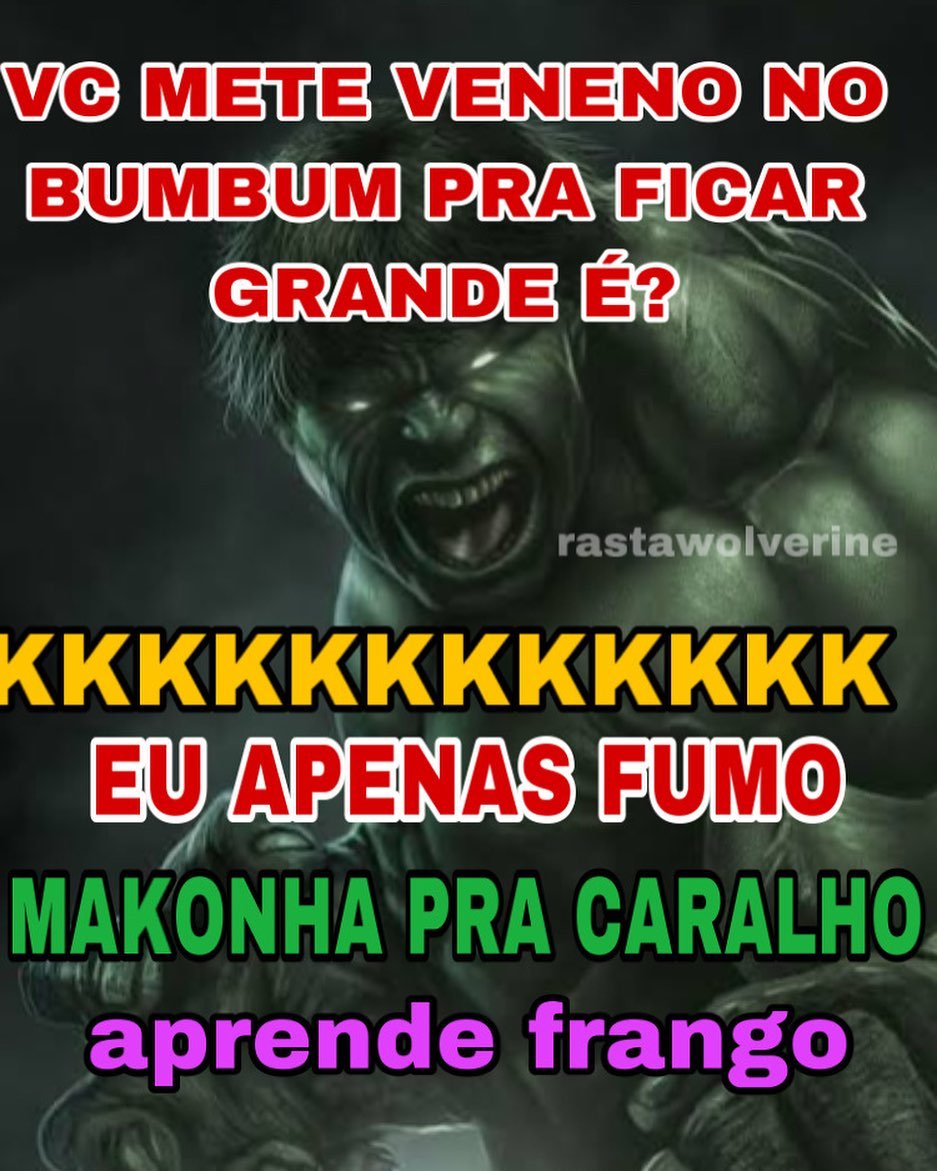 VC METE VENENO NO
BUMBUM PRA FICAR
GRANDE É?
rastawolverine
KKKKKKKKKKKK
EU APENAS FUMO
MAKONHA PRA CARALHO
aprende frango